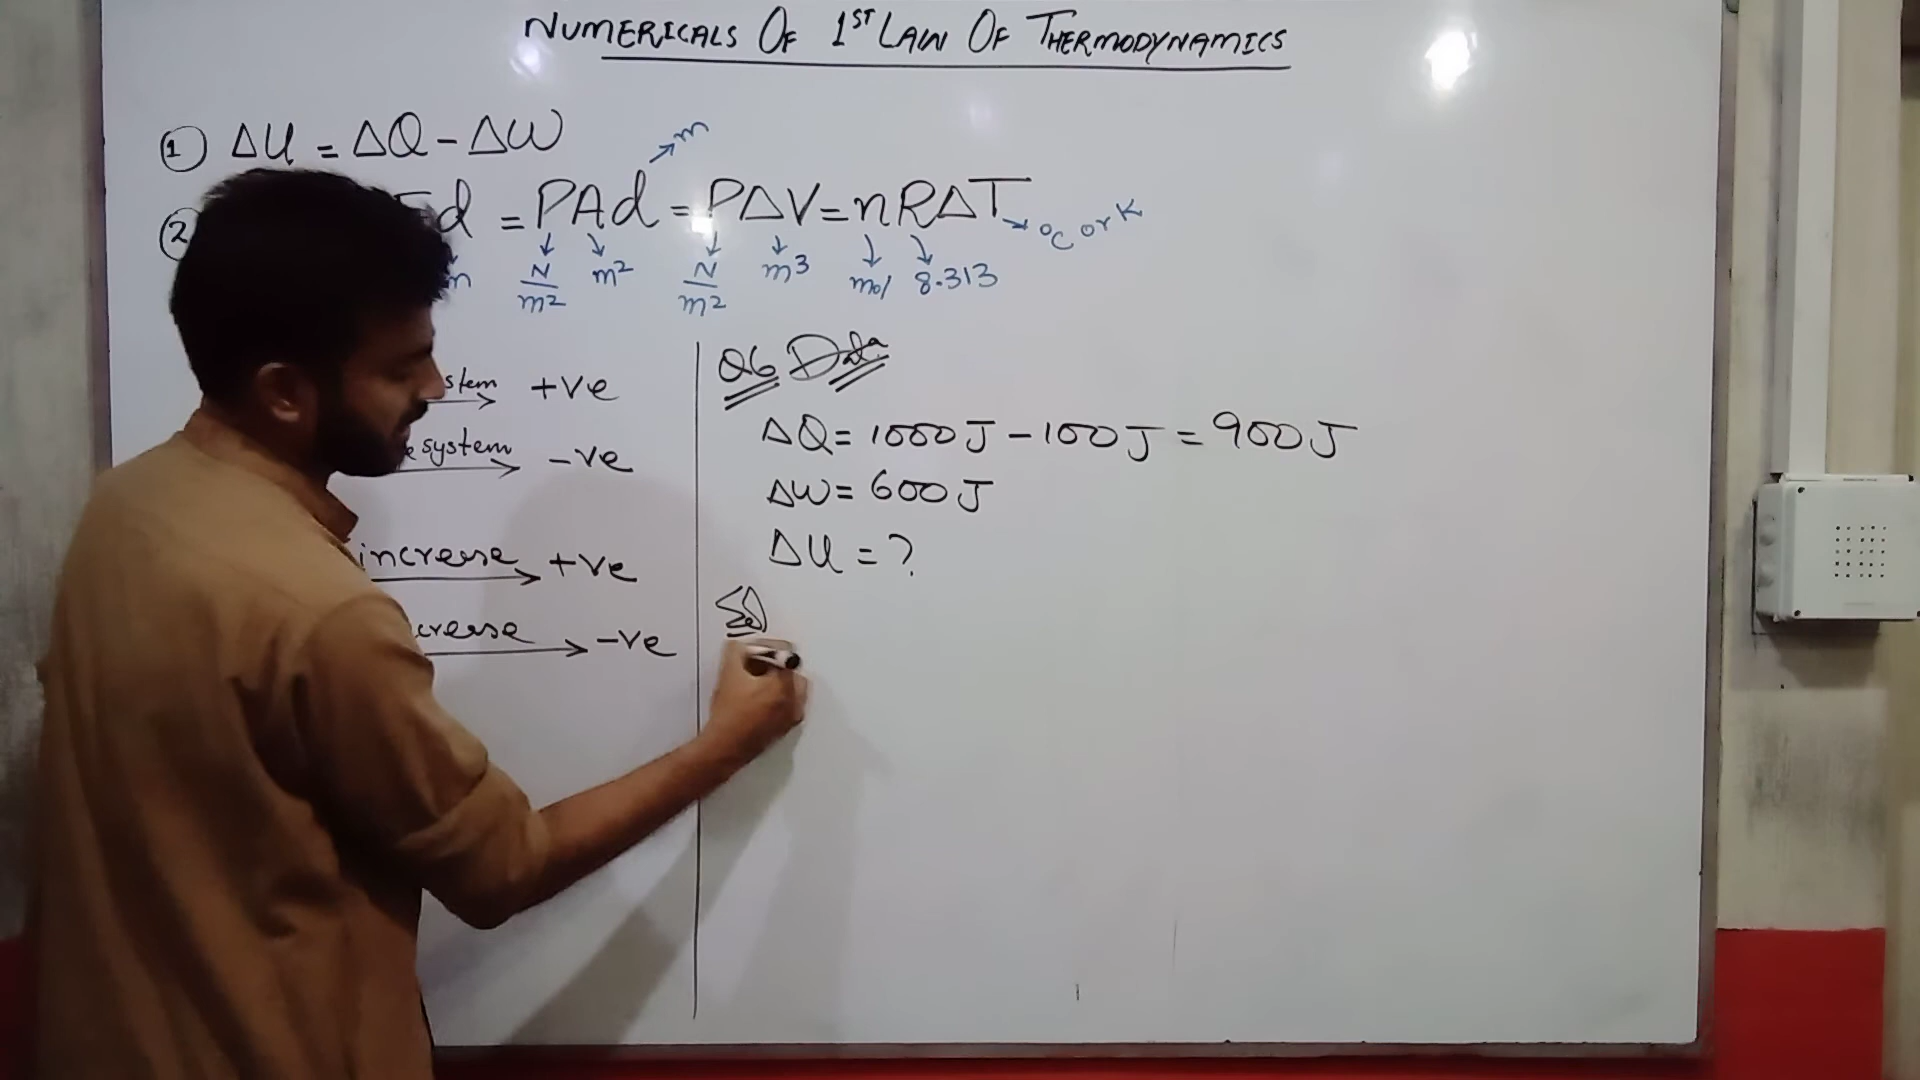 NUMERICALS OF 1ST LAW OF THERMODYNAMICS
① ΔU = ΔQ - ΔW
→ m
② d = PAd = PΔV = nRΔT → °C or K
m N/m² m² N/m² m³ mol 8.313
Q6 Data
stem → +ve
ΔQ = 1000J - 100J = 900J
system → -ve
ΔW = 600J
increase → +ve
ΔU = ?
crease → -ve
Sol